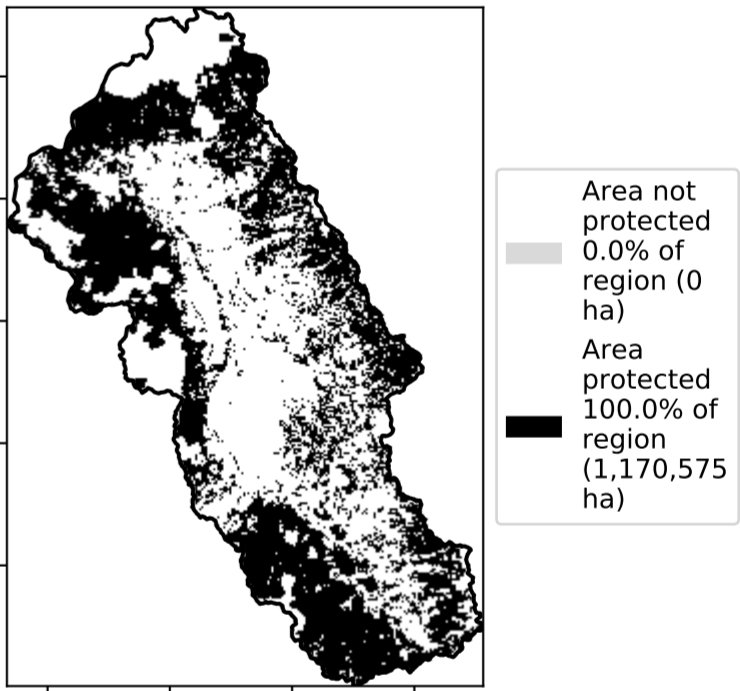 Area not
protected
0.0% of
region (0
ha)
Area
protected
100.0% of
region
(1,170,575
ha)